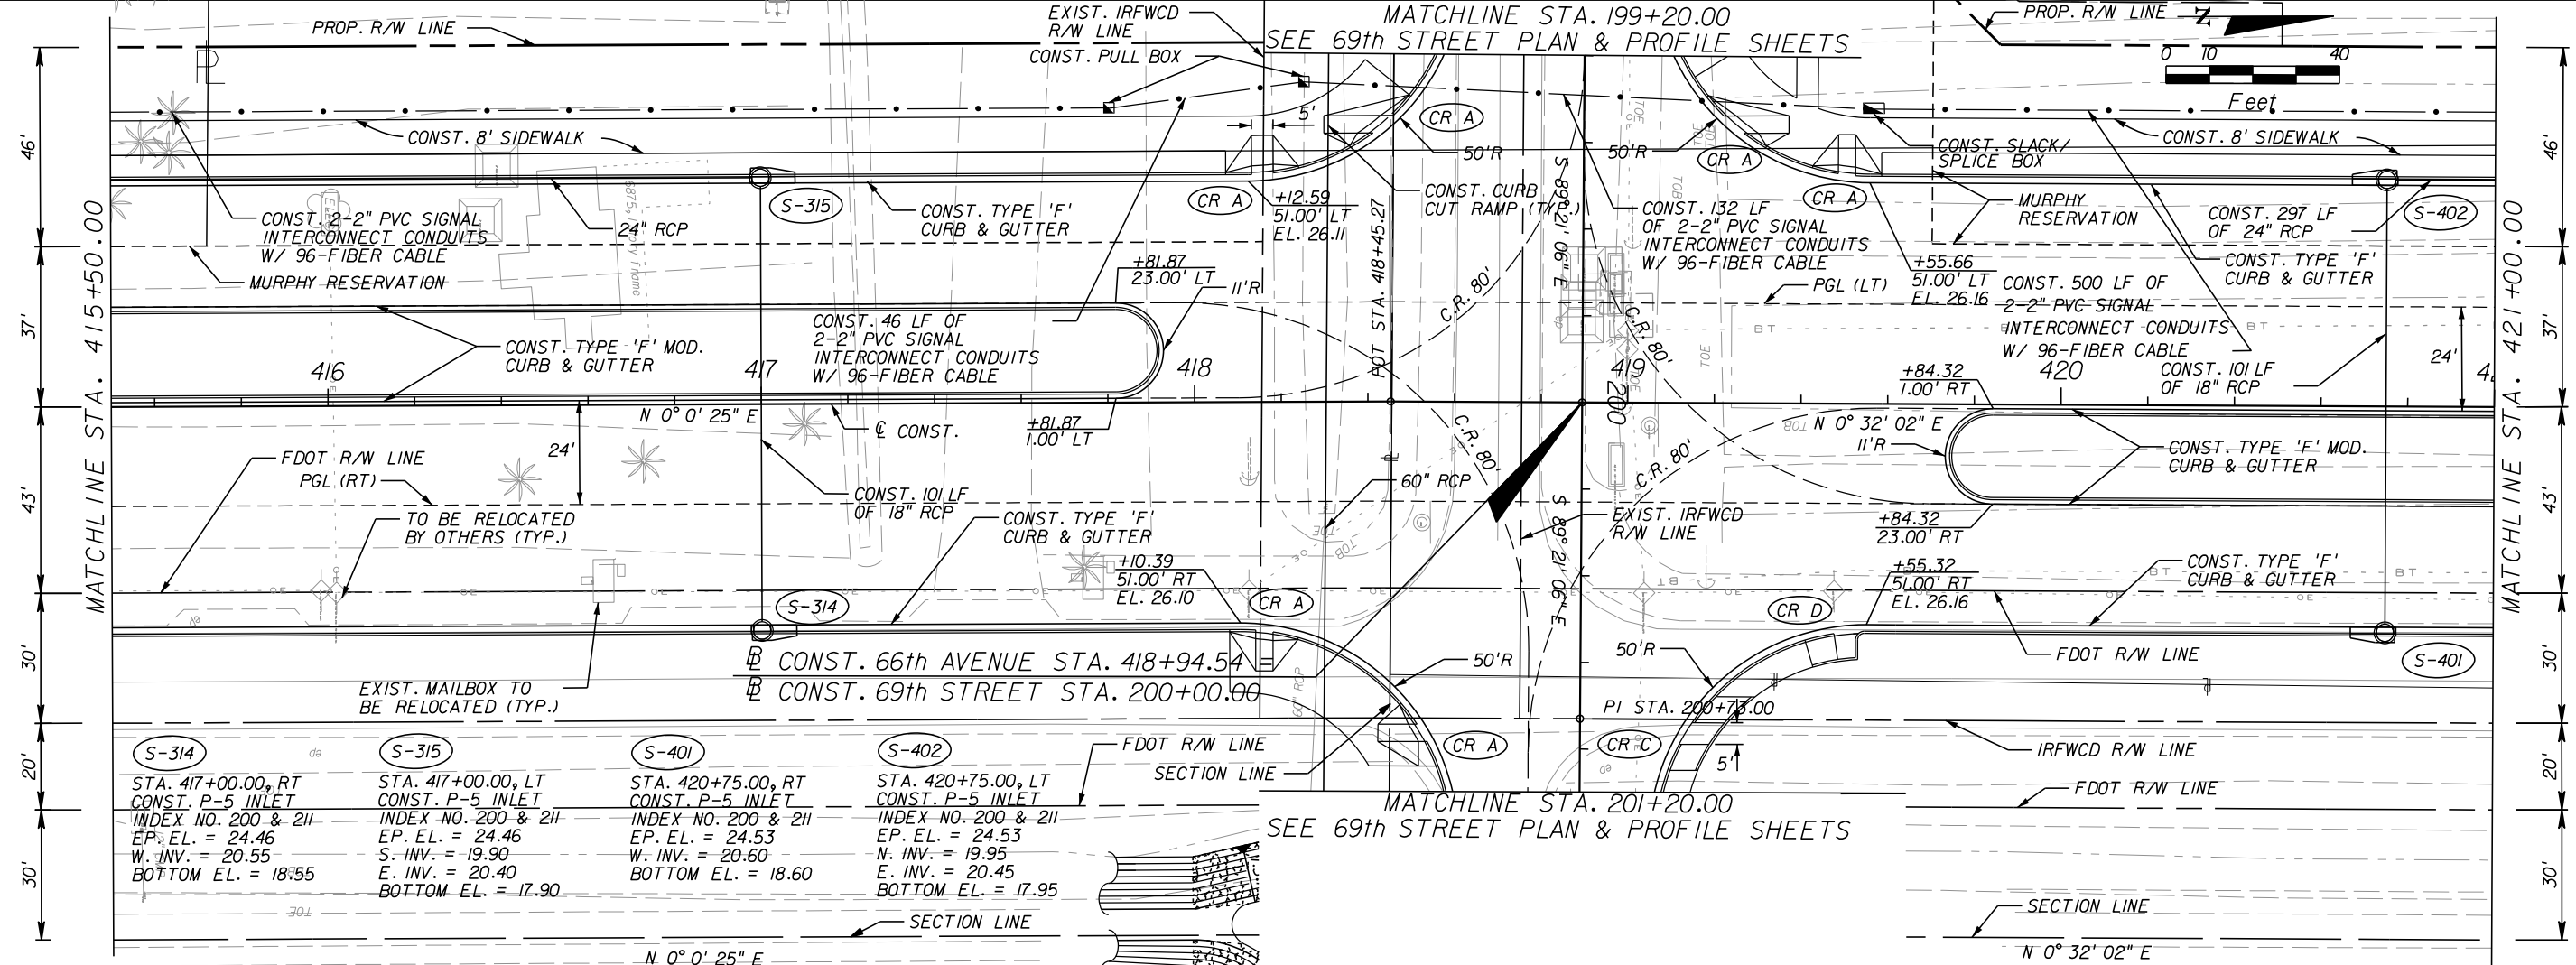 PROP. R/W LINE
EXIST. IRFWCD
R/W LINE
CONST. PULL BOX
MATCHLINE STA. 199+20.00
SEE 69th STREET PLAN & PROFILE SHEETS
PROP. R/W LINE
N
0 10 40
Feet
46'
37'
43'
30'
20'
30'
MATCHLINE STA. 415+50.00
CONST. 8' SIDEWALK
CONST. 2-2" PVC SIGNAL
INTERCONNECT CONDUITS
W/ 96-FIBER CABLE
MURPHY RESERVATION
24" RCP
S-315
CONST. TYPE 'F'
CURB & GUTTER
CR A
5'
+12.59
51.00' LT
EL. 26.11
CR A
50'R
CONST. CURB
CUT RAMP (TYP.)
50'R
CR A
CR A
CONST. SLACK/
SPLICE BOX
CONST. 8' SIDEWALK
MURPHY
RESERVATION
CONST. 297 LF
OF 24" RCP
S-402
CONST. 132 LF
OF 2-2" PVC SIGNAL
INTERCONNECT CONDUITS
W/ 96-FIBER CABLE
S 89° 21' 06" E
POT STA. 418+45.27
C.R. 80'
C.R. 80'
PGL (LT)
+55.66
51.00' LT
EL. 26.16
CONST. 500 LF OF
2-2" PVC SIGNAL
INTERCONNECT CONDUITS
W/ 96-FIBER CABLE
CONST. TYPE 'F'
CURB & GUTTER
CONST. 101 LF
OF 18" RCP
24'
+81.87
23.00' LT
11'R
CONST. 46 LF OF
2-2" PVC SIGNAL
INTERCONNECT CONDUITS
W/ 96-FIBER CABLE
CONST. TYPE 'F' MOD.
CURB & GUTTER
416
417
418
419
420
200
6875, 1 story frame
N 0° 0' 25" E
CL CONST.
+81.87
1.00' LT
+84.32
1.00' RT
N 0° 32' 02" E
11'R
CONST. TYPE 'F' MOD.
CURB & GUTTER
24'
FDOT R/W LINE
PGL (RT)
TO BE RELOCATED
BY OTHERS (TYP.)
CONST. 101 LF
OF 18" RCP
CONST. TYPE 'F'
CURB & GUTTER
60" RCP
C.R. 80'
C.R. 80'
EXIST. IRFWCD
R/W LINE
S 89° 21' 06" E
+84.32
23.00' RT
+10.39
51.00' RT
EL. 26.10
CR A
S-314
CR D
+55.32
51.00' RT
EL. 26.16
CONST. TYPE 'F'
CURB & GUTTER
FDOT R/W LINE
S-401
BL CONST. 66th AVENUE STA. 418+94.54
BL CONST. 69th STREET STA. 200+00.00
EXIST. MAILBOX TO
BE RELOCATED (TYP.)
60" RCP
50'R
50'R
PI STA. 200+73.00
CR A
CR C
5'
FDOT R/W LINE
SECTION LINE
IRFWCD R/W LINE
FDOT R/W LINE
MATCHLINE STA. 201+20.00
SEE 69th STREET PLAN & PROFILE SHEETS
S-314
STA. 417+00.00, RT
CONST. P-5 INLET
INDEX NO. 200 & 211
EP. EL. = 24.46
W. INV. = 20.55
BOTTOM EL. = 18.55
S-315
STA. 417+00.00, LT
CONST. P-5 INLET
INDEX NO. 200 & 211
EP. EL. = 24.46
S. INV. = 19.90
E. INV. = 20.40
BOTTOM EL. = 17.90
S-401
STA. 420+75.00, RT
CONST. P-5 INLET
INDEX NO. 200 & 211
EP. EL. = 24.53
W. INV. = 20.60
BOTTOM EL. = 18.60
S-402
STA. 420+75.00, LT
CONST. P-5 INLET
INDEX NO. 200 & 211
EP. EL. = 24.53
N. INV. = 19.95
E. INV. = 20.45
BOTTOM EL. = 17.95
SECTION LINE
N 0° 0' 25" E
SECTION LINE
N 0° 32' 02" E
MATCHLINE STA. 421+00.00
46'
37'
43'
30'
20'
30'